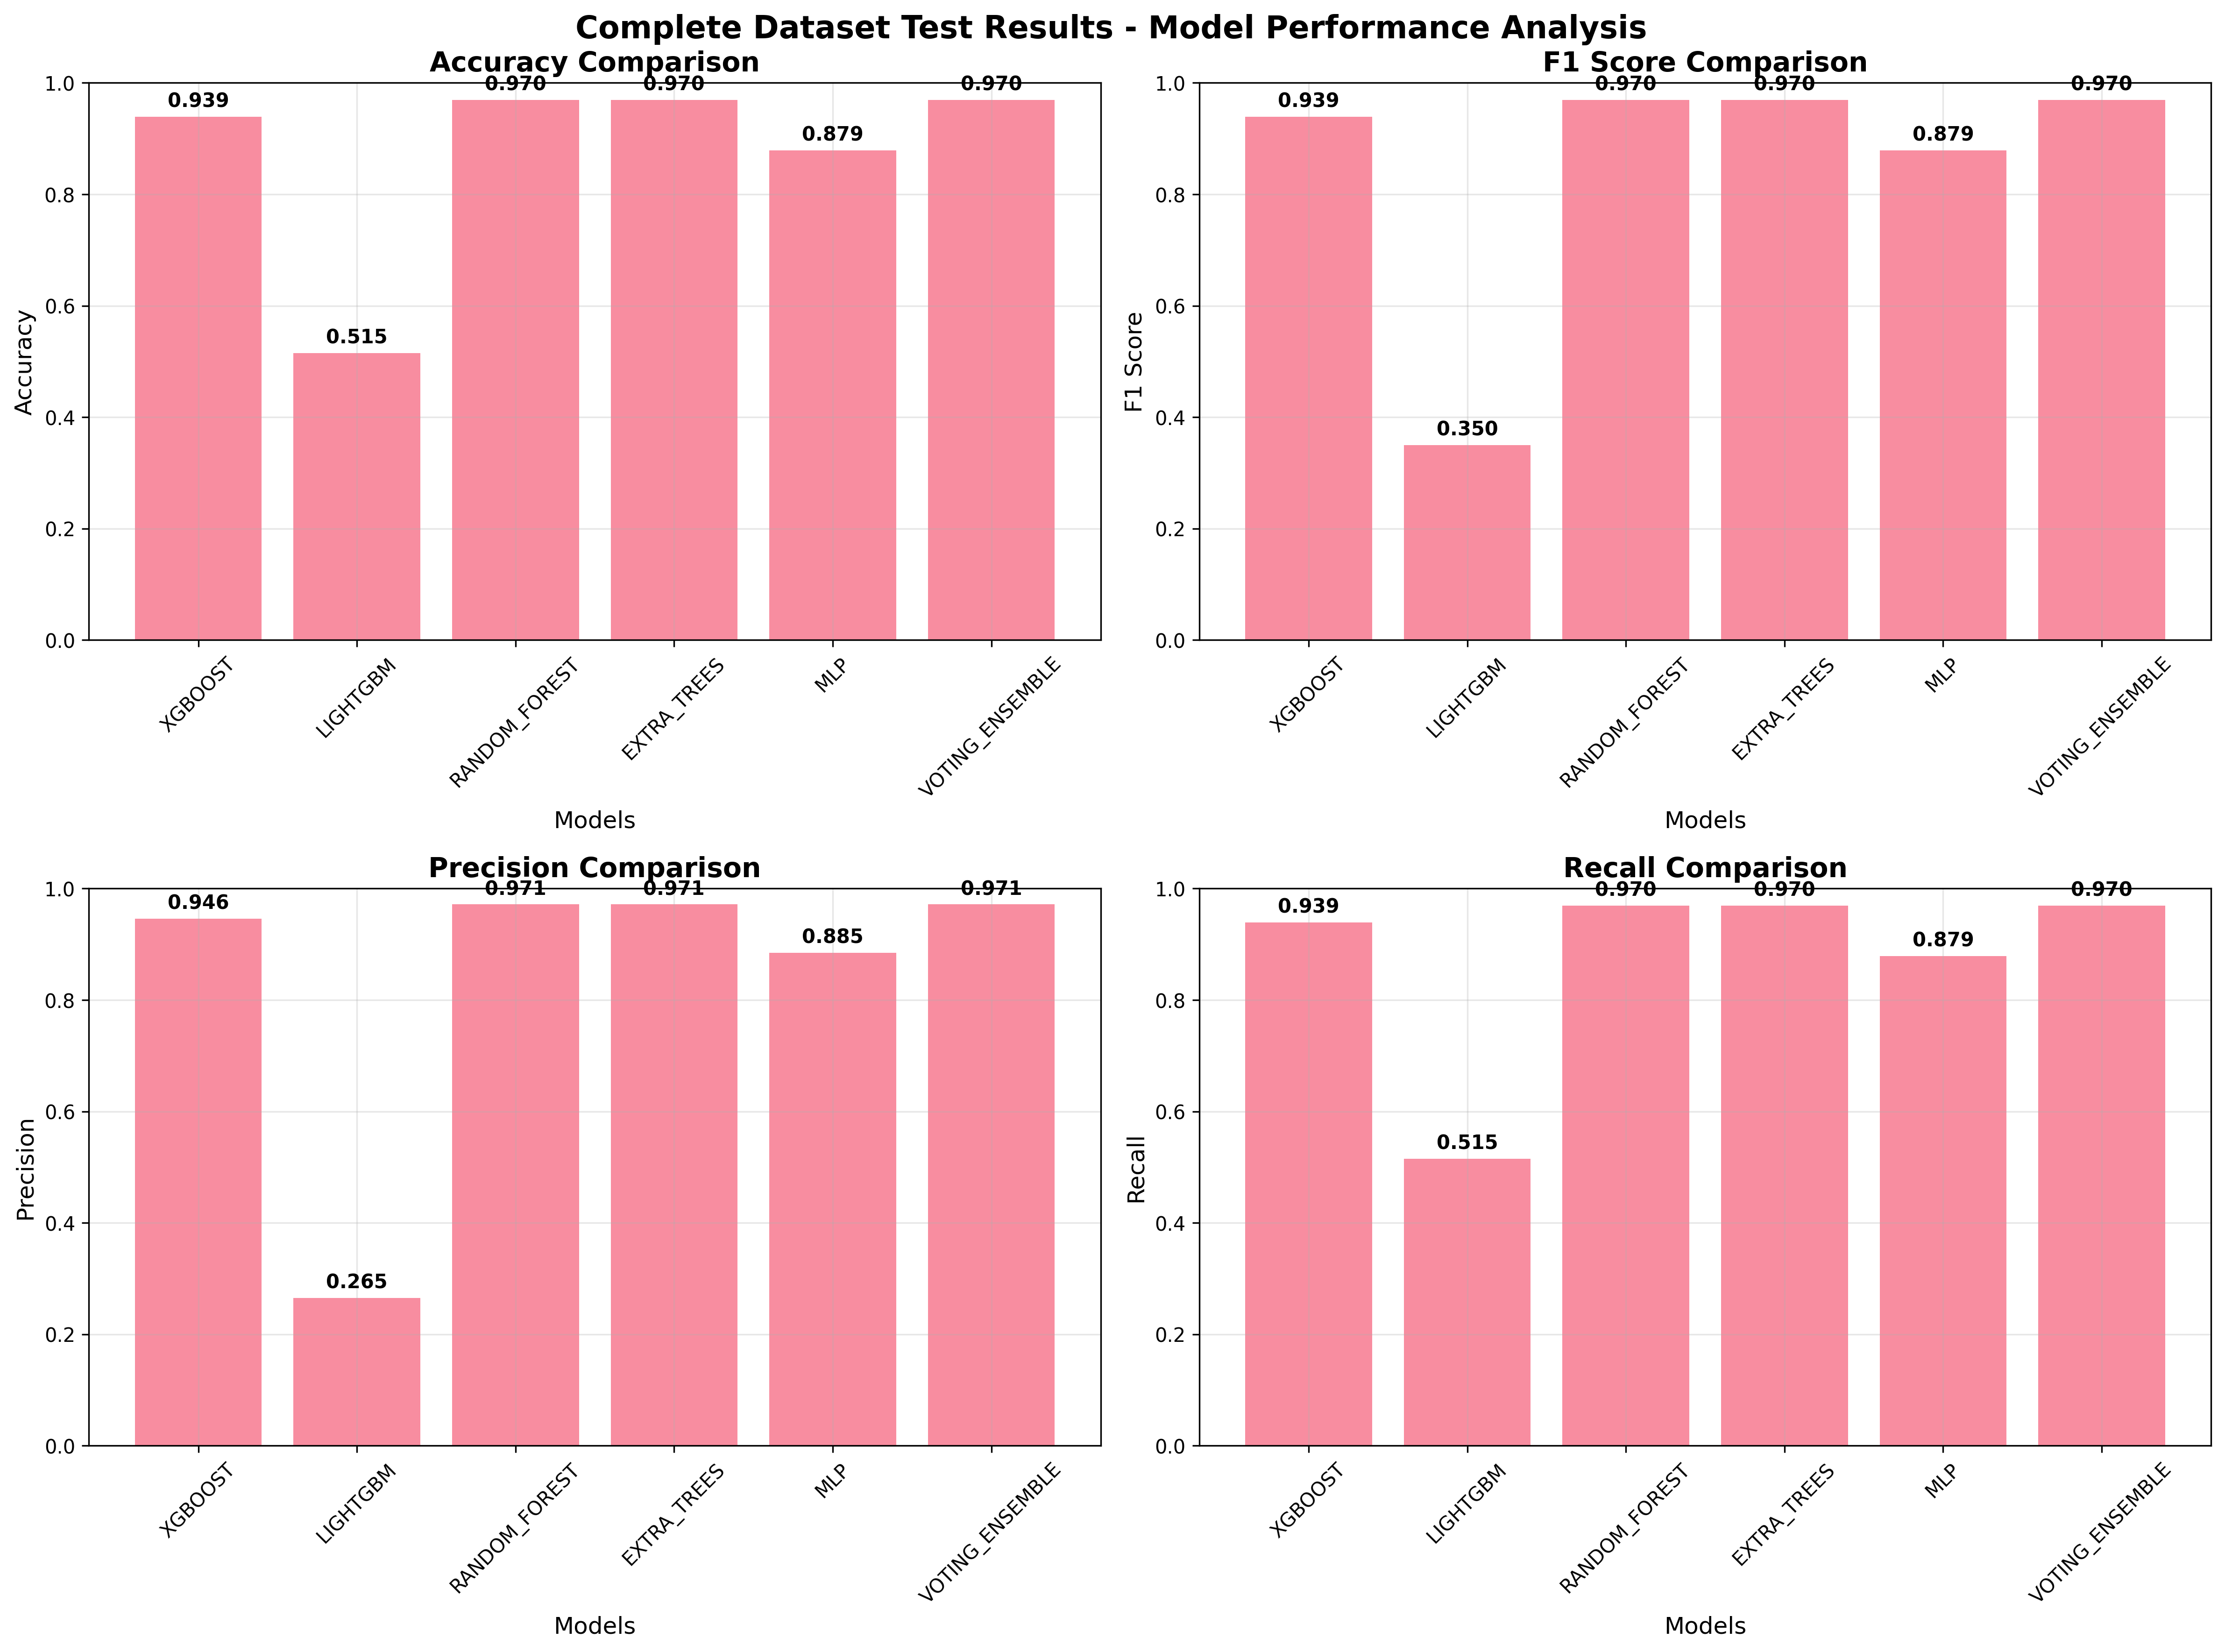 Complete Dataset Test Results - Model Performance Analysis
Accuracy Comparison
1.0
0.8
0.6
0.4
0.2
0.0
Accuracy
0.939
0.515
0.970
0.970
0.879
0.970
XGBOOST
LIGHTGBM
RANDOM_FOREST
EXTRA_TREES
MLP
VOTING_ENSEMBLE
Models
F1 Score Comparison
1.0
0.8
0.6
0.4
0.2
0.0
F1 Score
0.939
0.350
0.970
0.970
0.879
0.970
XGBOOST
LIGHTGBM
RANDOM_FOREST
EXTRA_TREES
MLP
VOTING_ENSEMBLE
Models
Precision Comparison
1.0
0.8
0.6
0.4
0.2
0.0
Precision
0.946
0.265
0.971
0.971
0.885
0.971
XGBOOST
LIGHTGBM
RANDOM_FOREST
EXTRA_TREES
MLP
VOTING_ENSEMBLE
Models
Recall Comparison
1.0
0.8
0.6
0.4
0.2
0.0
Recall
0.939
0.515
0.970
0.970
0.879
0.970
XGBOOST
LIGHTGBM
RANDOM_FOREST
EXTRA_TREES
MLP
VOTING_ENSEMBLE
Models